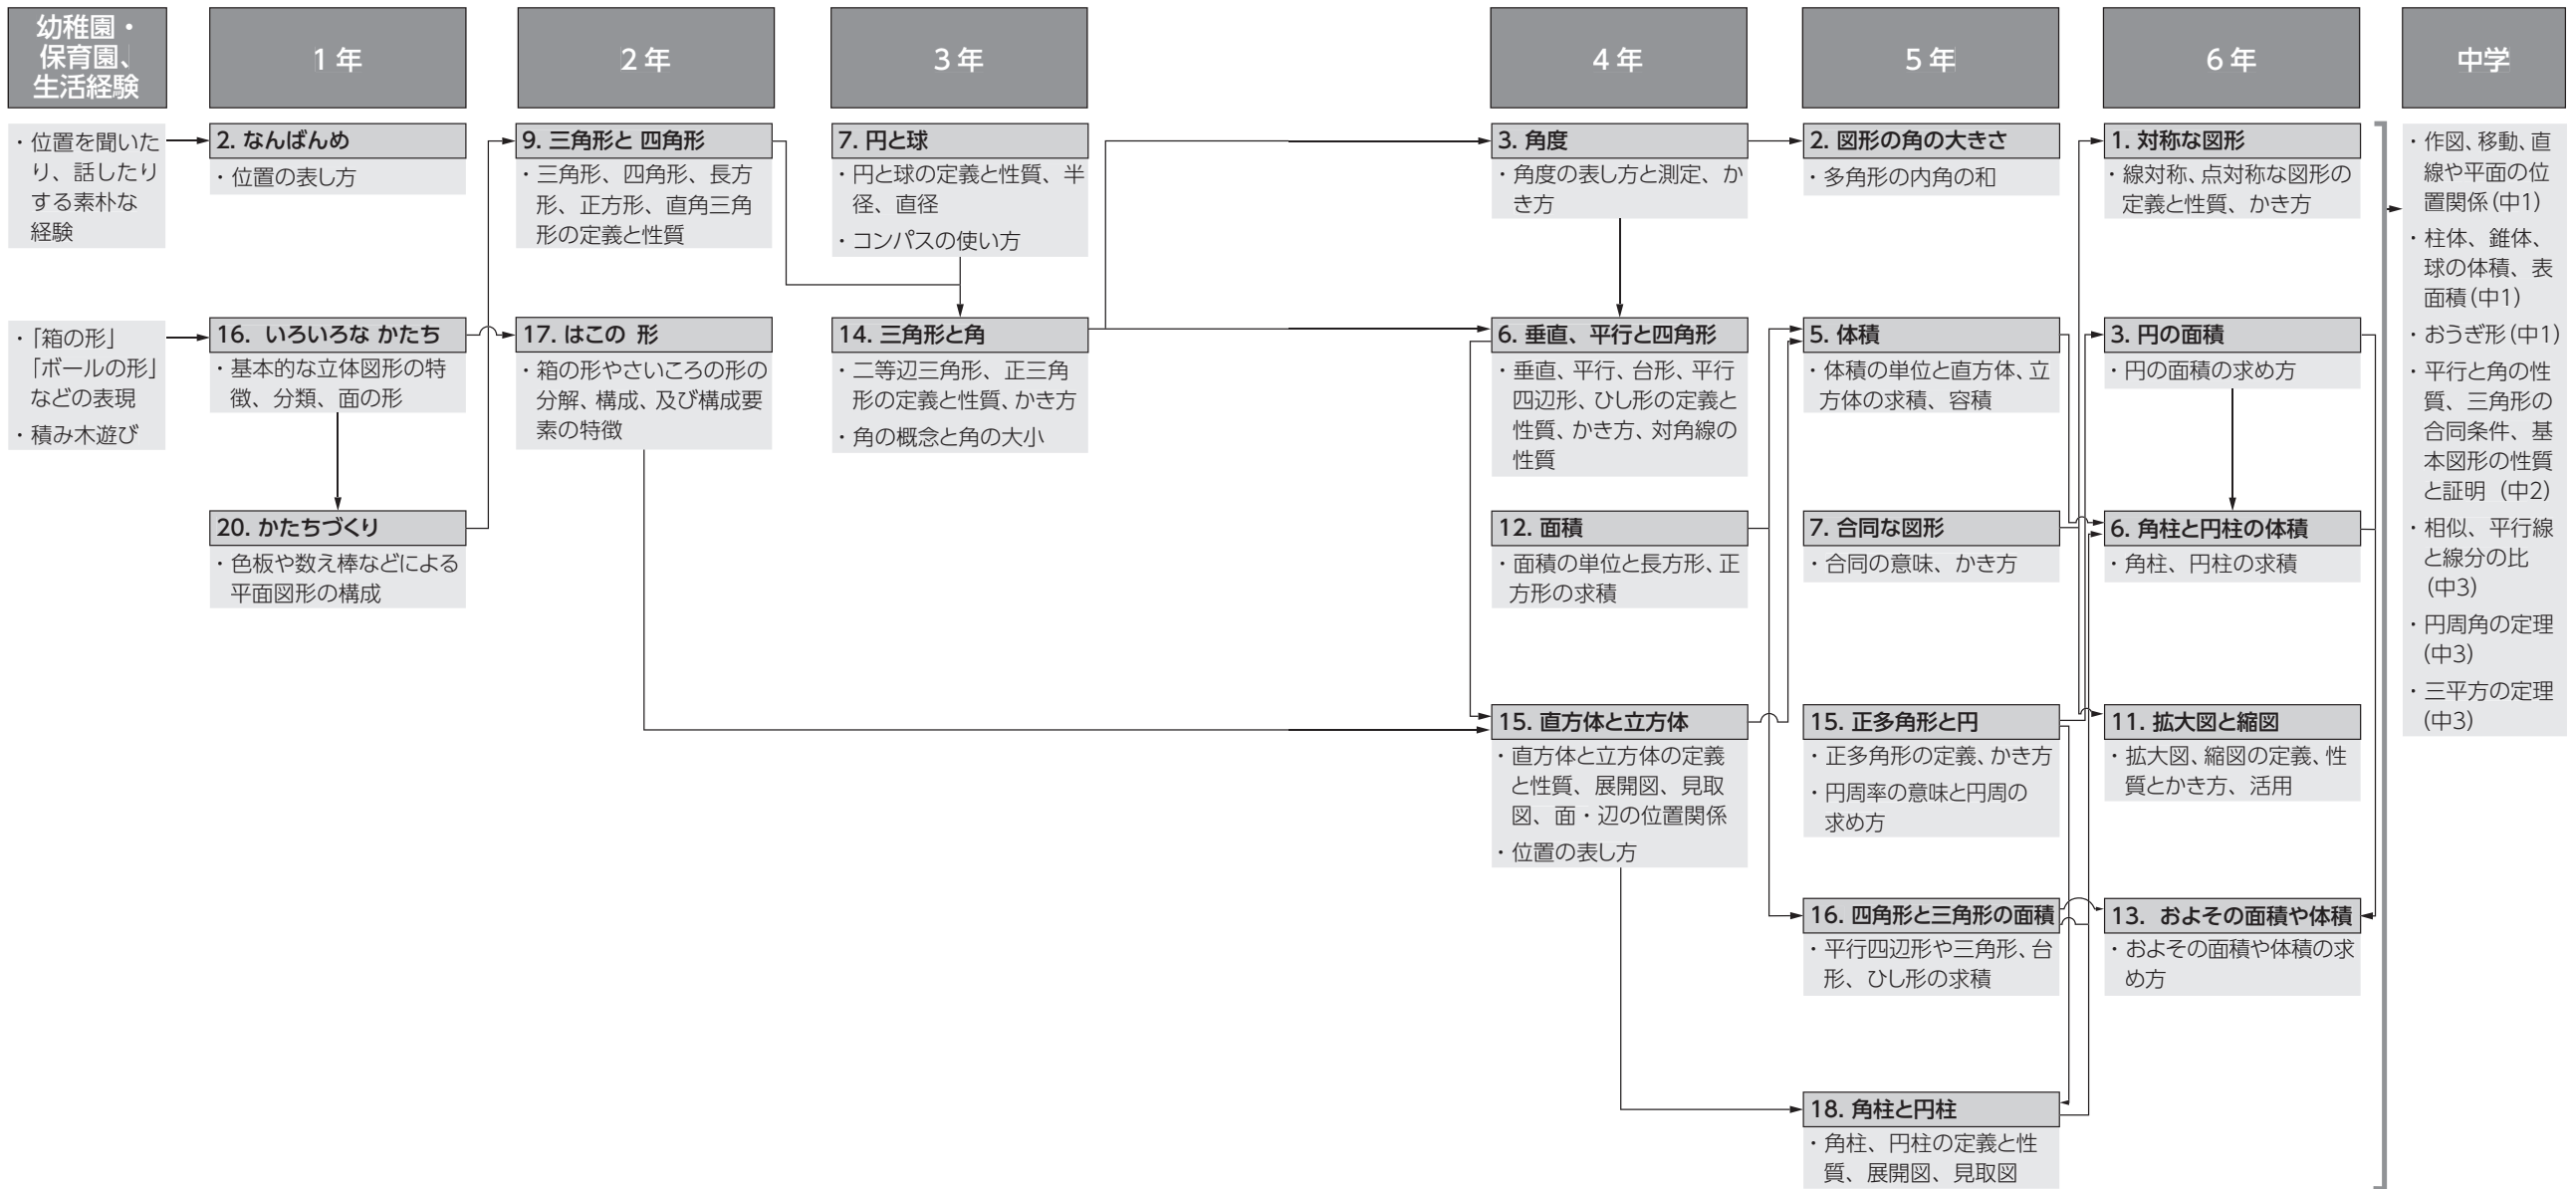 幼稚園・
保育園、
生活経験
・位置を聞いた
り、話したり
する素朴な
経験
・「箱の形」
「ボールの形」
などの表現
・積み木遊び
1年
2. なんばんめ
・位置の表し方
16. いろいろな かたち
・基本的な立体図形の特
徴、分類、面の形
20. かたちづくり
・色板や数え棒などによる
平面図形の構成
2年
9. 三角形と 四角形
・三角形、四角形、長方
形、正方形、直角三角
形の定義と性質
17. はこの 形
・箱の形やさいころの形の
分解、構成、及び構成要
素の特徴
3年
7. 円と球
・円と球の定義と性質、半
径、直径
・コンパスの使い方
14. 三角形と角
・二等辺三角形、正三角
形の定義と性質、かき方
・角の概念と角の大小
4年
3. 角度
・角度の表し方と測定、か
き方
6. 垂直、平行と四角形
・垂直、平行、台形、平行
四辺形、ひし形の定義と
性質、かき方、対角線の
性質
12. 面積
・面積の単位と長方形、正
方形の求積
15. 直方体と立方体
・直方体と立方体の定義
と性質、展開図、見取
図、面・辺の位置関係
・位置の表し方
5年
2. 図形の角の大きさ
・多角形の内角の和
5. 体積
・体積の単位と直方体、立
方体の求積、容積
7. 合同な図形
・合同の意味、かき方
15. 正多角形と円
・正多角形の定義、かき方
・円周率の意味と円周の
求め方
16. 四角形と三角形の面積
・平行四辺形や三角形、台
形、ひし形の求積
18. 角柱と円柱
・角柱、円柱の定義と性
質、展開図、見取図
6年
1. 対称な図形
・線対称、点対称な図形の
定義と性質、かき方
3. 円の面積
・円の面積の求め方
6. 角柱と円柱の体積
・角柱、円柱の求積
11. 拡大図と縮図
・拡大図、縮図の定義、性
質とかき方、活用
13. およその面積や体積
・およその面積や体積の求
め方
中学
・作図、移動、直
線や平面の位
置関係(中1)
・柱体、錐体、
球の体積、表
面積(中1)
・おうぎ形(中1)
・平行と角の性
質、三角形の
合同条件、基
本図形の性質
と証明 (中2)
・相似、平行線
と線分の比
(中3)
・円周角の定理
(中3)
・三平方の定理
(中3)